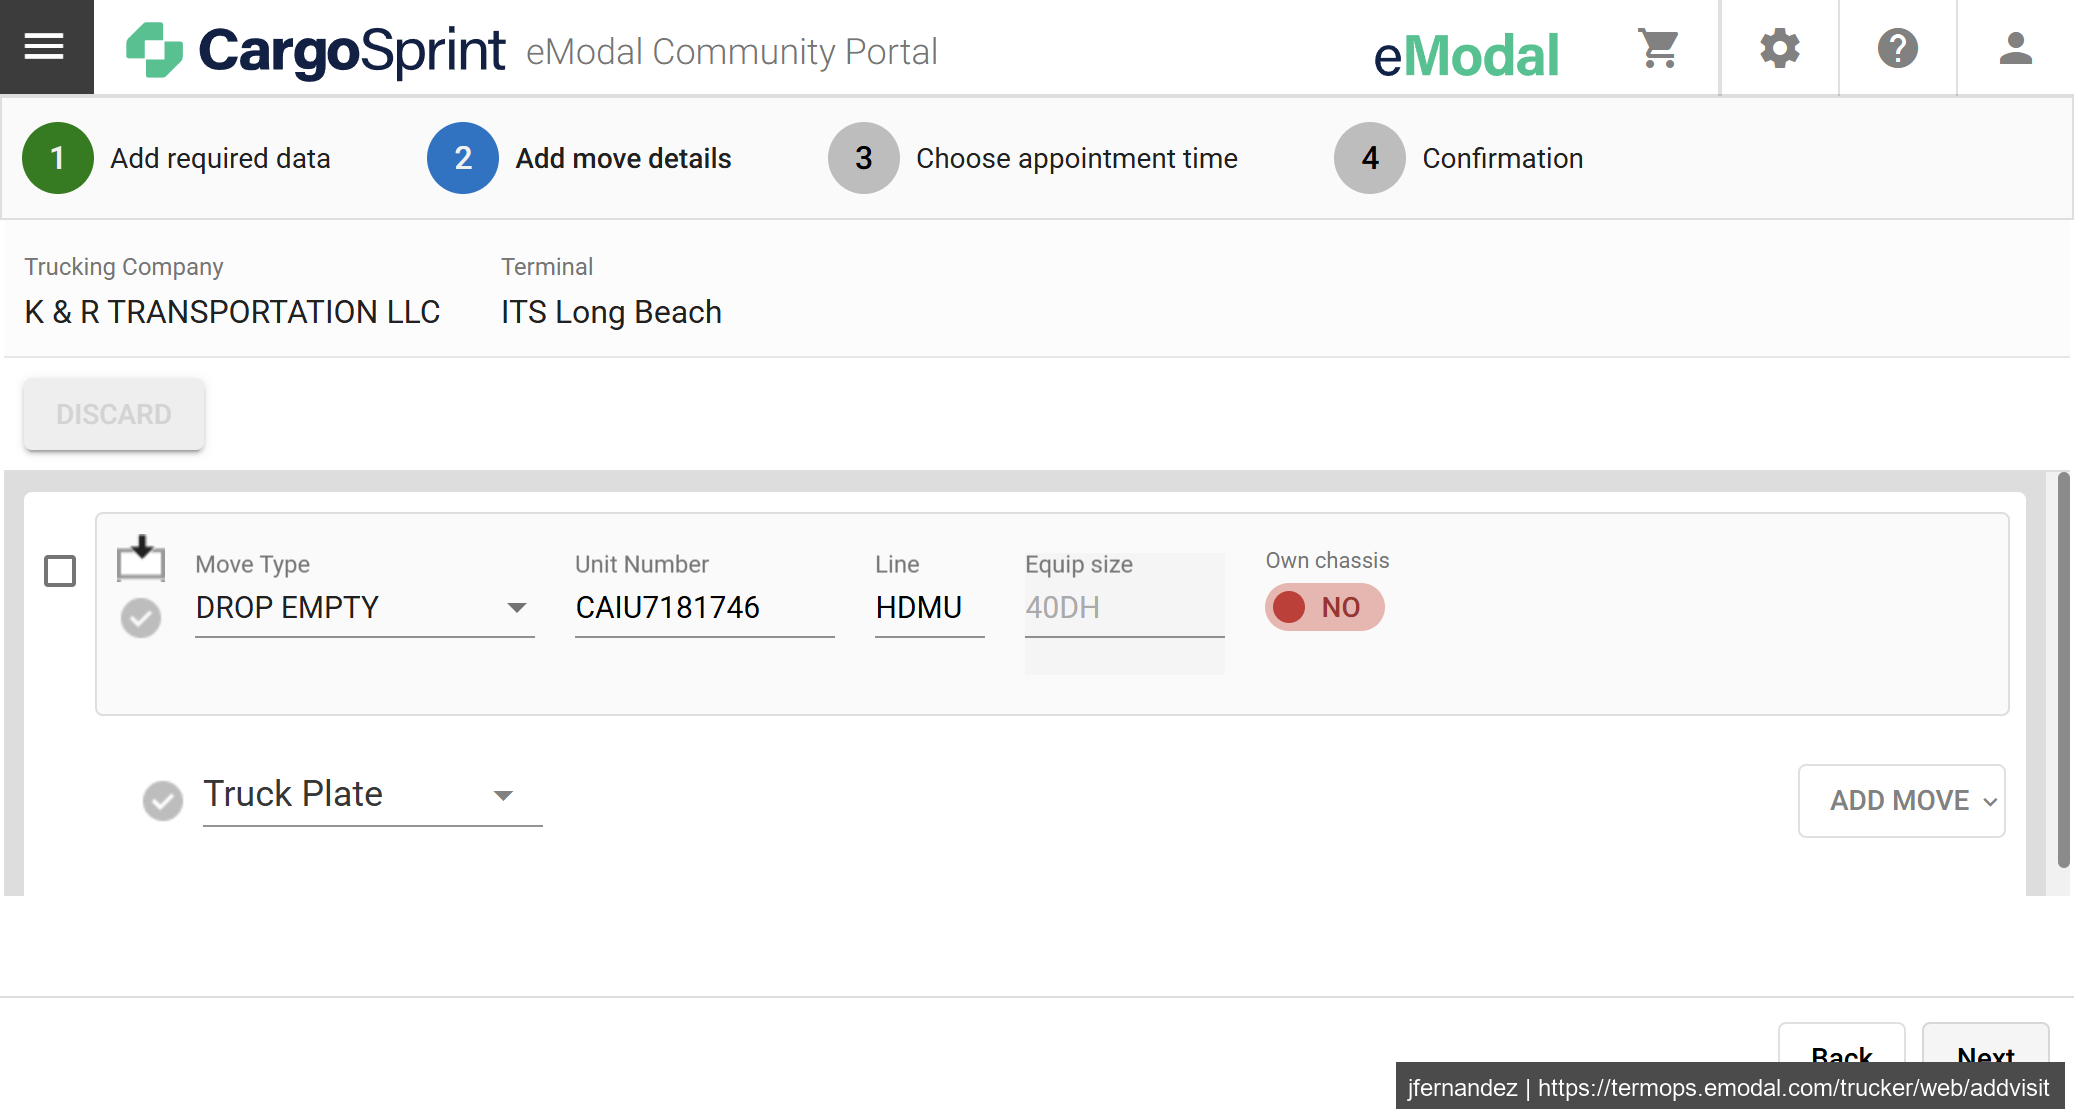 CargoSprint eModal Community Portal eModal
1 Add required data 2 Add move details 3 Choose appointment time 4 Confirmation
Trucking Company Terminal
K & R TRANSPORTATION LLC ITS Long Beach
DISCARD
Move Type Unit Number Line Equip size Own chassis
DROP EMPTY CAIU7181746 HDMU 40DH NO
Truck Plate ADD MOVE
Back Next
jfernandez | https://termops.emodal.com/trucker/web/addvisit